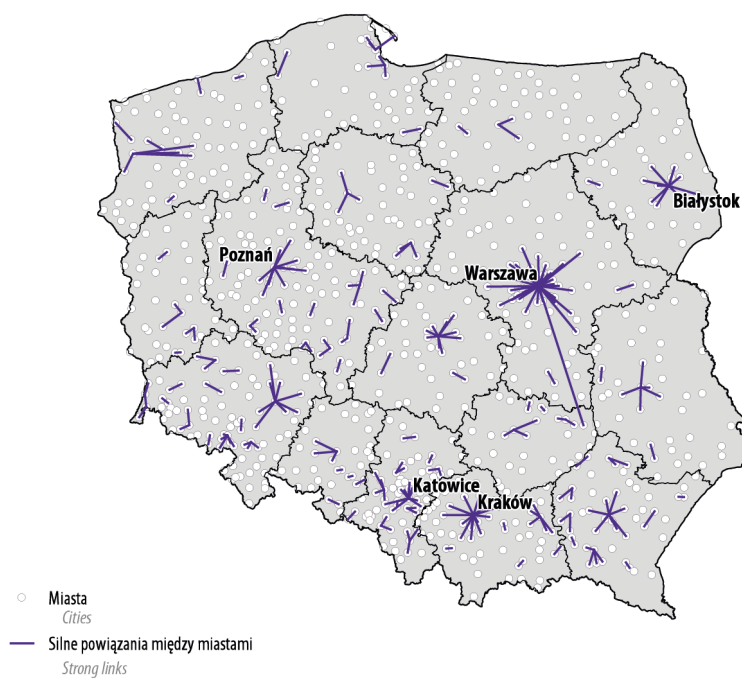 Białystok
Poznań
Warszawa
Katowice
Kraków
Miasta
Cities
Silne powiązania między miastami
Strong links